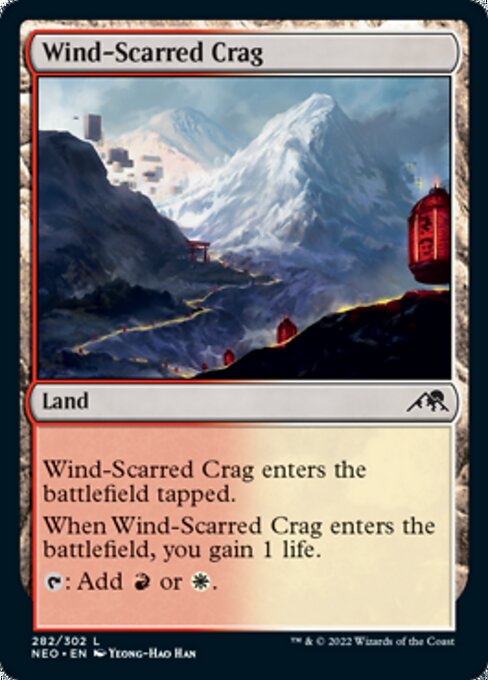 Wind-Scarred Crag
Land
Wind-Scarred Crag enters the
battlefield tapped.
When Wind-Scarred Crag enters the
battlefield, you gain 1 life.
: Add or .
282/302 L
NEO • EN Yeong-Hao Han
™ & © 2022 Wizards of the Coast